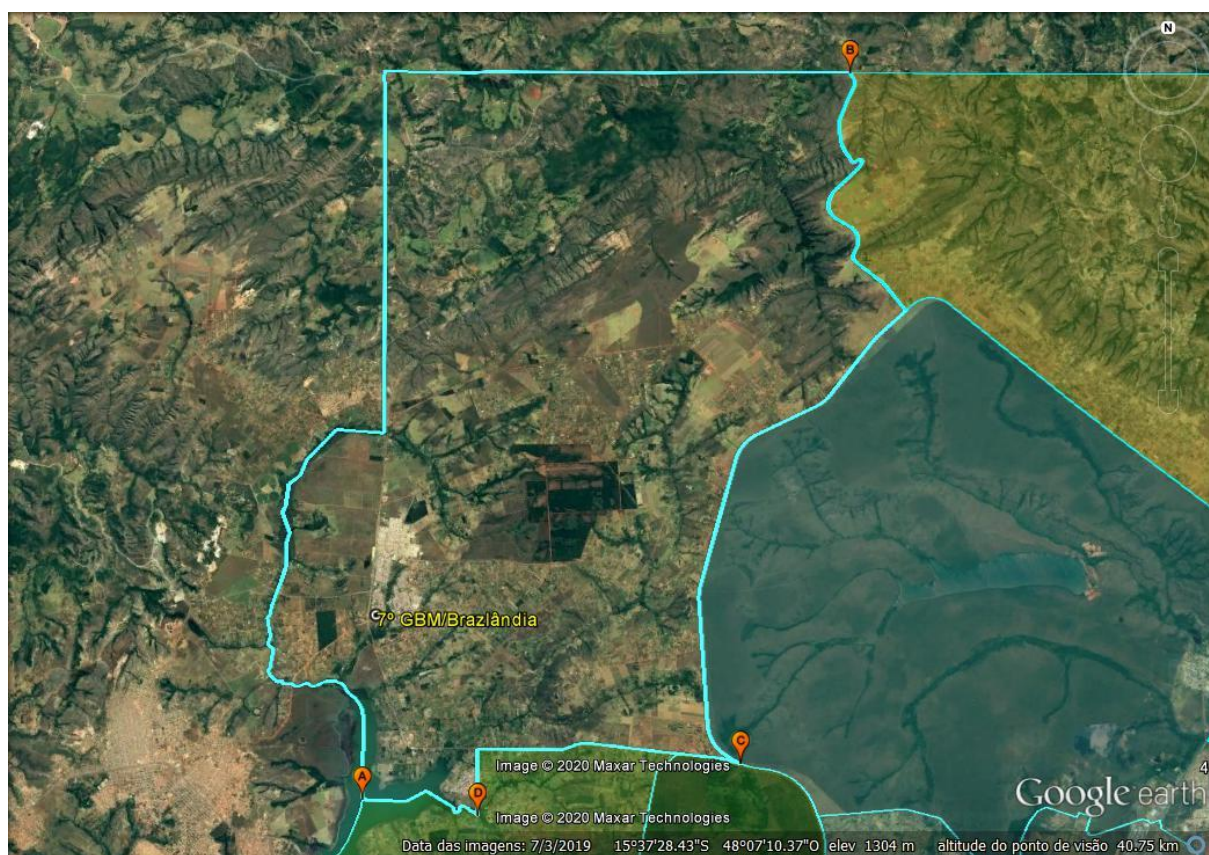 N
B
7º GBM/Brazlândia
C
A
Image © 2020 Maxar Technologies
D
Image © 2020 Maxar Technologies
Google earth
4
Data das imagens: 7/3/2019 15°37'28.43"S 48°07'10.37"O elev 1304 m altitude do ponto de visão 40.75 km